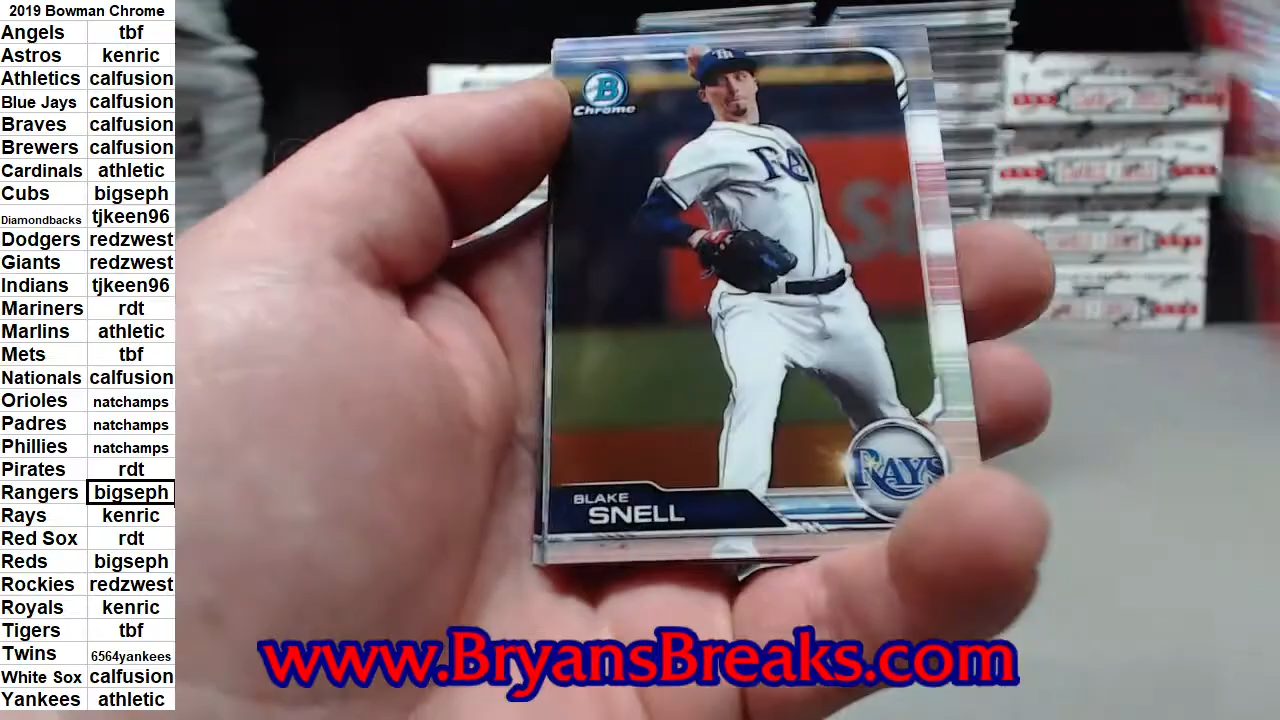 2019 Bowman Chrome
Angels tbf
Astros kenric
Athletics calfusion
Blue Jays calfusion
Braves calfusion
Brewers calfusion
Cardinals athletic
Cubs bigseph
Diamondbacks tjkeen96
Dodgers redzwest
Giants redzwest
Indians tjkeen96
Mariners rdt
Marlins athletic
Mets tbf
Nationals calfusion
Orioles natchamps
Padres natchamps
Phillies natchamps
Pirates rdt
Rangers bigseph
Rays kenric
Red Sox rdt
Reds bigseph
Rockies redzwest
Royals kenric
Tigers tbf
Twins 6564yankees
White Sox calfusion
Yankees athletic
B
Chrome
TB
RAYS
BLAKE
SNELL
www.BryansBreaks.com